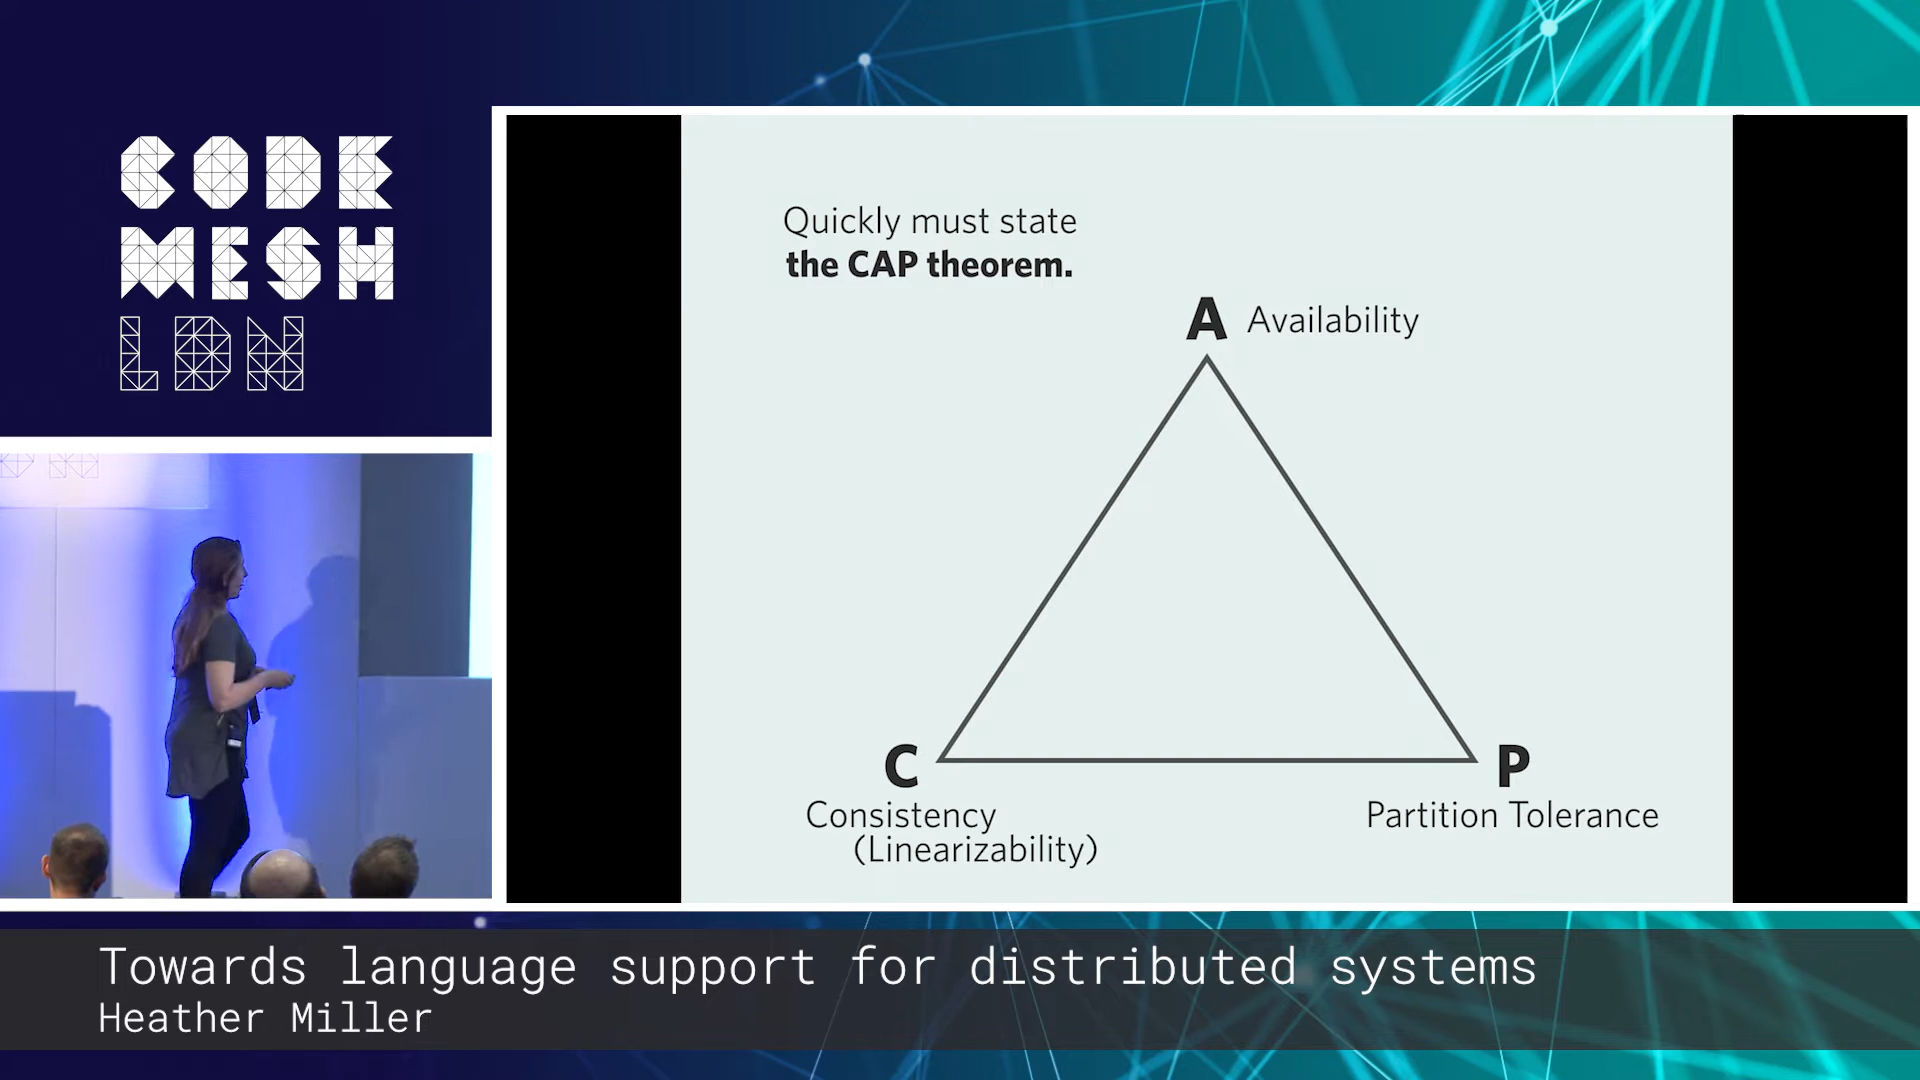 CODE
MESH
LDN
Quickly must state
the CAP theorem.
A Availability
C
Consistency
(Linearizability)
P
Partition Tolerance
Towards language support for distributed systems
Heather Miller